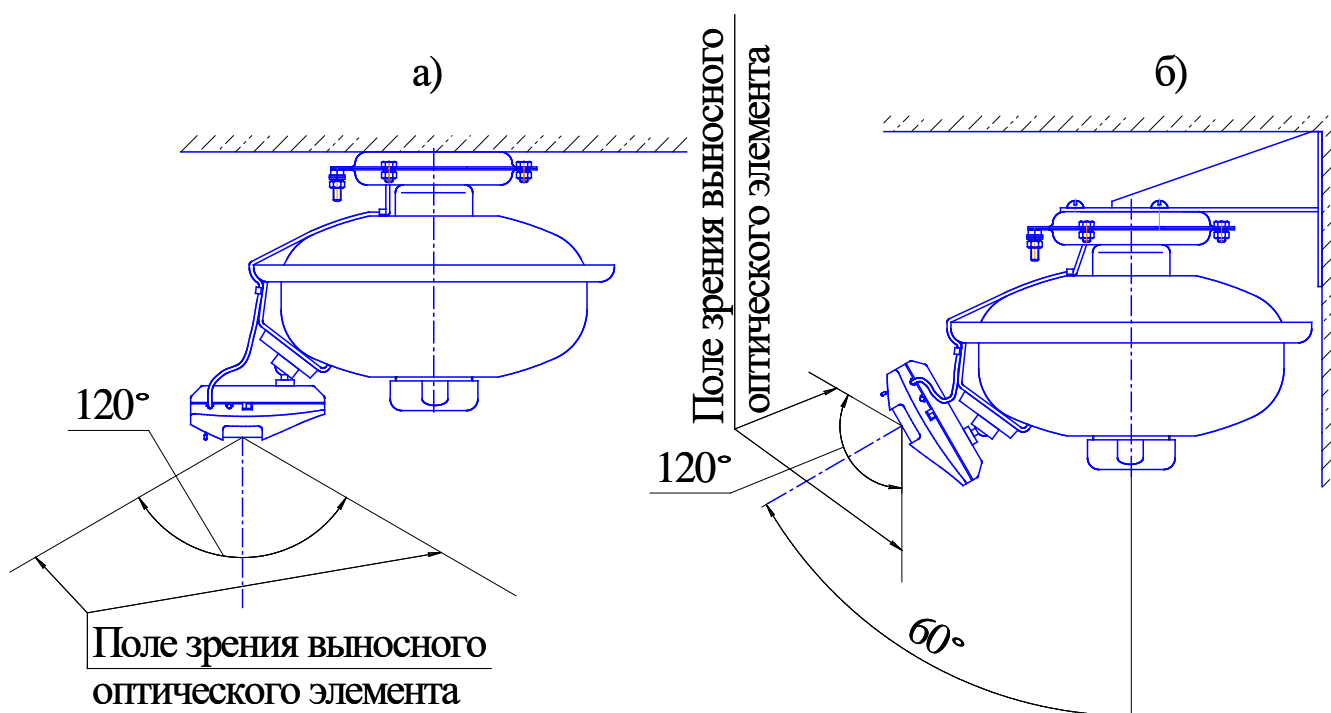 а)
120°
Поле зрения выносного
оптического элемента
б)
Поле зрения выносного
оптического элемента
120°
60°